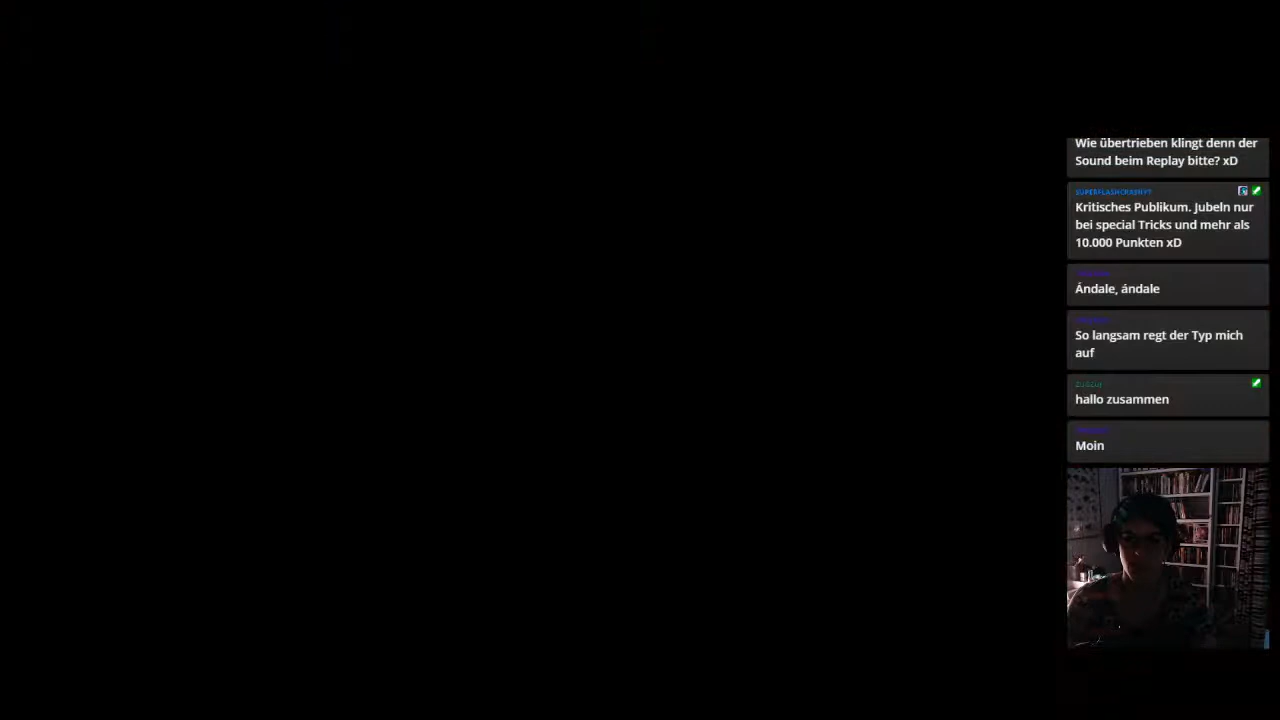 Wie übertrieben klingt denn der
Sound beim Replay bitte? xD
Kritisches Publikum. Jubeln nur
bei special Tricks und mehr als
10.000 Punkten xD
Ándale, ándale
So langsam regt der Typ mich
auf
hallo zusammen
Moin